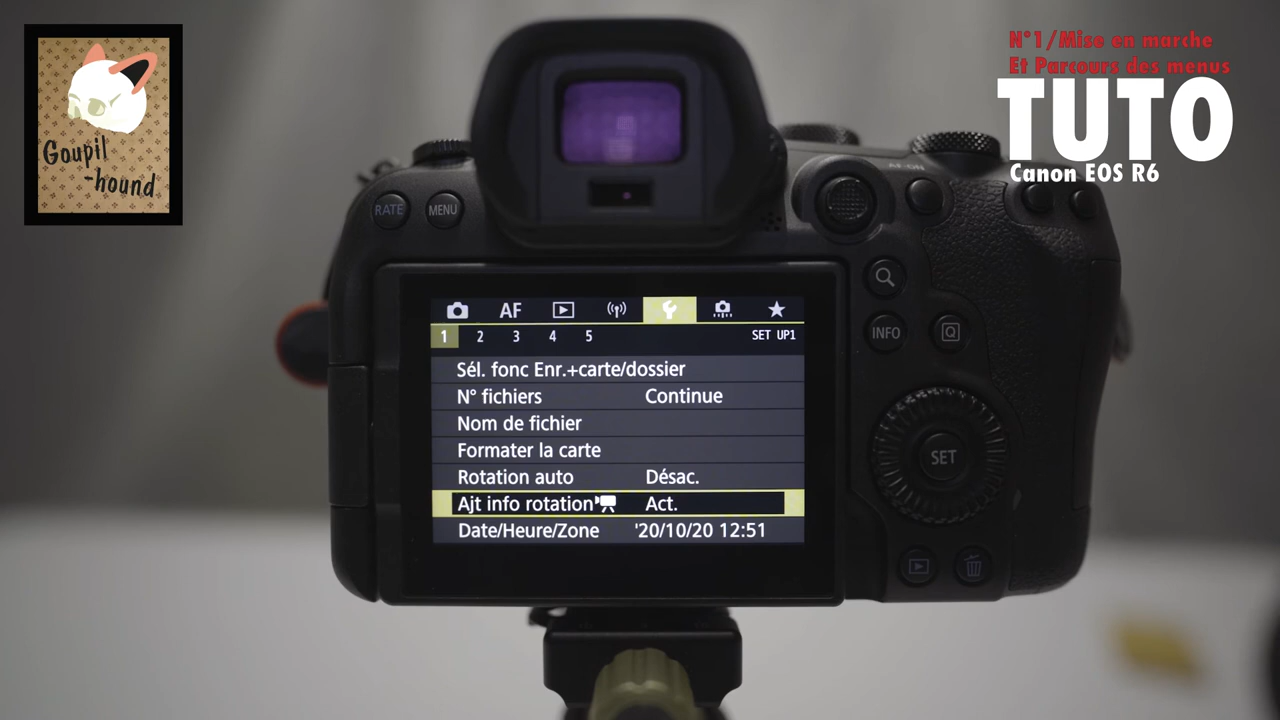 Goupil
-hound
N°1/Mise en marche
Et Parcours des menus
TUTO
Canon EOS R6
RATE
MENU
AF-ON
INFO
Q
SET
AF
1 2 3 4 5 SET UP1
Sél. fonc Enr.+carte/dossier
N° fichiers Continue
Nom de fichier
Formater la carte
Rotation auto Désac.
Ajt info rotation Act.
Date/Heure/Zone '20/10/20 12:51